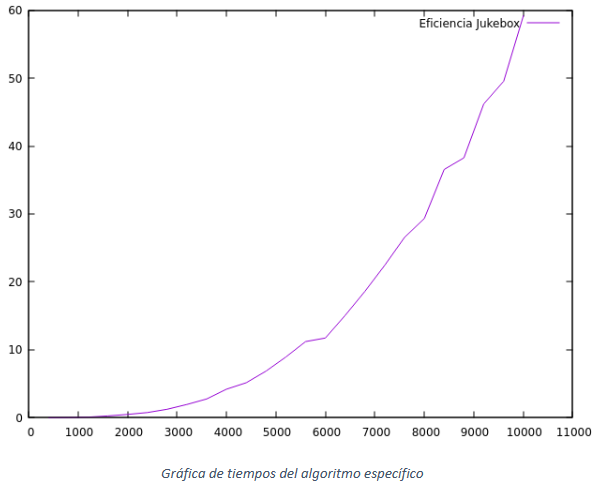 60
Eficiencia Jukebox
50
40
30
20
10
0
0 1000 2000 3000 4000 5000 6000 7000 8000 9000 10000 11000
Gráfica de tiempos del algoritmo específico